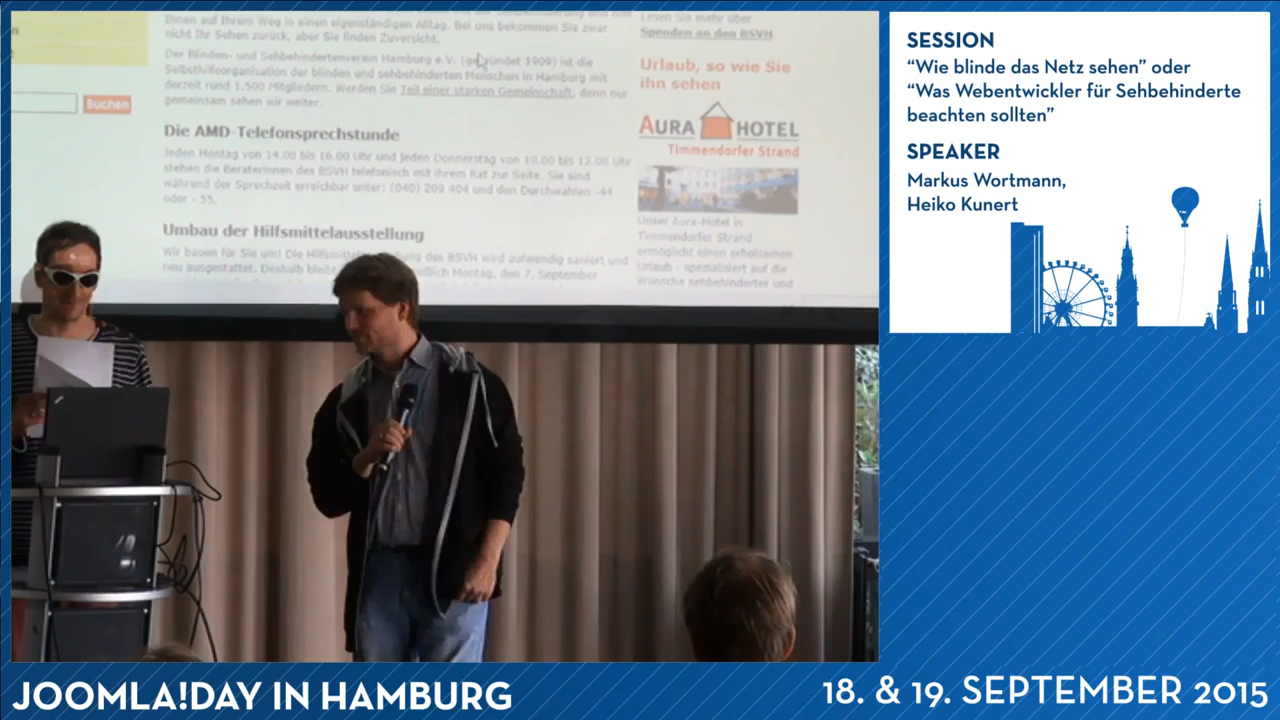 Ihnen auf Ihrem Weg in einen eigenständigen Alltag. Bei uns bekommen Sie zwar
nicht Ihr Sehen zurück, aber Sie finden Zuversicht.
Der Blinden- und Sehbehindertenverein Hamburg e.V. (gegründet 1909) ist die
Selbsthilfeorganisation der blinden und sehbehinderten Menschen in Hamburg mit
derzeit rund 1.500 Mitgliedern. Werden Sie Teil einer starken Gemeinschaft, denn nur
gemeinsam sehen wir weiter.
Suchen
Die AMD-Telefonsprechstunde
Jeden Montag von 14.00 bis 16.00 Uhr und jeden Donnerstag von 10.00 bis 12.00 Uhr
stehen die Beraterinnen des BSVH telefonisch mit ihrem Rat zur Seite. Sie sind
während der Sprechzeit erreichbar unter: (040) 209 404 und den Durchwahlen -44
oder - 55.
Umbau der Hilfsmittelausstellung
Wir bauen für Sie um! Die des BSVH wird aufwendig saniert und
neu ausgestattet. Deshalb Montag, den 7. September
Lesen Sie mehr über
Spenden an den BSVH
Urlaub, so wie Sie
ihn sehen
AURA HOTEL
Timmendorfer Strand
Unser Aura-Hotel in
Timmendorfer Strand
ermöglicht einen erholsamen
Urlaub - spezialisiert auf die
Wünsche sehbehinderter und
SESSION
“Wie blinde das Netz sehen” oder
“Was Webentwickler für Sehbehinderte
beachten sollten”
SPEAKER
Markus Wortmann,
Heiko Kunert
JOOMLA!DAY IN HAMBURG
18. & 19. SEPTEMBER 2015